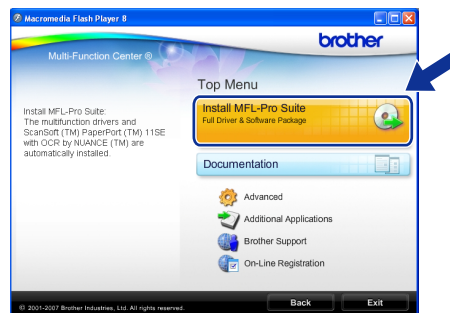 Macromedia Flash Player 8
brother
Multi-Function Center ®
Top Menu
Install MFL-Pro Suite
Full Driver & Software Package
Install MFL-Pro Suite:
The multifunction drivers and
ScanSoft (TM) PaperPort (TM) 11SE
with OCR by NUANCE (TM) are
automatically installed.
Documentation
Advanced
Additional Applications
Brother Support
On-Line Registration
© 2001-2007 Brother Industries, Ltd. All rights reserved.
Back
Exit